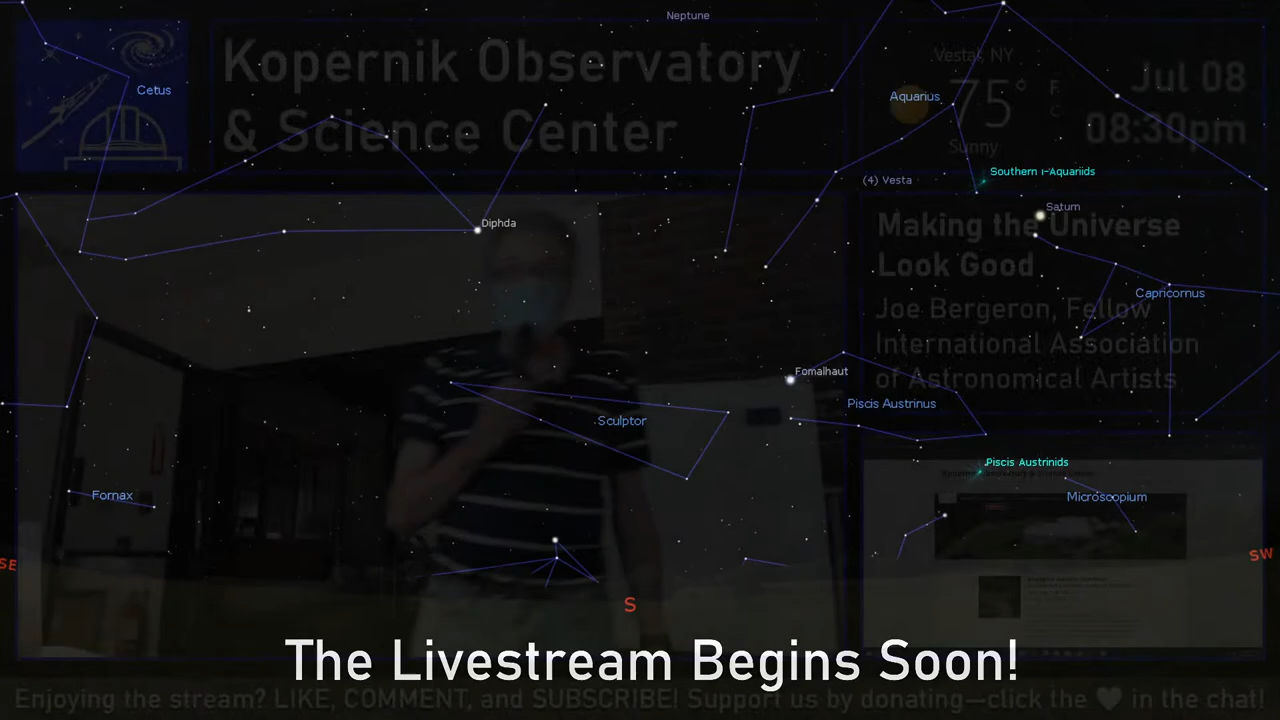 Neptune
Kopernik Observatory
& Science Center
Vestal, NY
75°
F
C
Sunny
Jul 08
08:30pm
Cetus
Aquarius
Southern ι-Aquariids
(4) Vesta
Saturn
Diphda
Making the Universe
Look Good
Capricornus
Joe Bergeron, Fellow
International Association
of Astronomical Artists
Fomalhaut
Piscis Austrinus
Sculptor
Piscis Austrinids
Fornax
Microscopium
SE
SW
S
The Livestream Begins Soon!
Enjoying the stream? LIKE, COMMENT, and SUBSCRIBE! Support us by donating—click the ♥ in the chat!